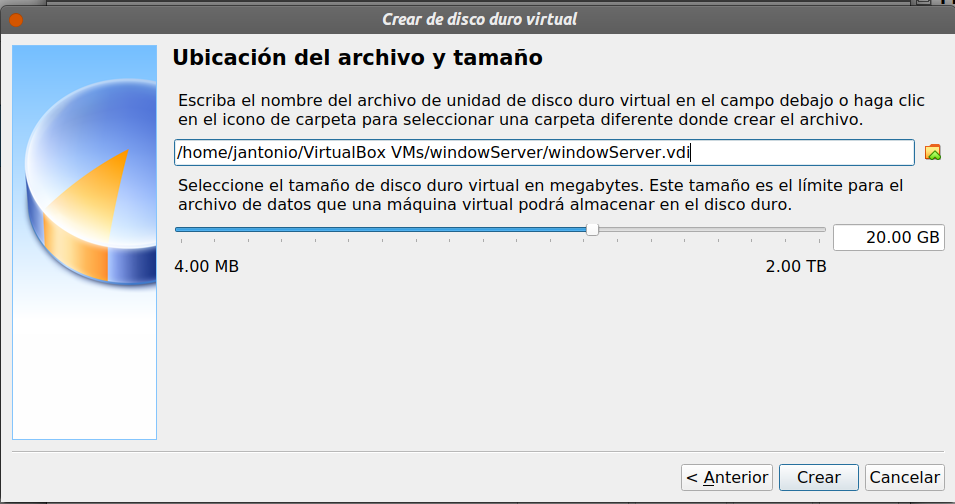 Crear de disco duro virtual
Ubicación del archivo y tamaño
Escriba el nombre del archivo de unidad de disco duro virtual en el campo debajo o haga clic
en el icono de carpeta para seleccionar una carpeta diferente donde crear el archivo.
/home/jantonio/VirtualBox VMs/windowServer/windowServer.vdi
Seleccione el tamaño de disco duro virtual en megabytes. Este tamaño es el límite para el
archivo de datos que una máquina virtual podrá almacenar en el disco duro.
20.00 GB
4.00 MB 2.00 TB
< Anterior Crear Cancelar